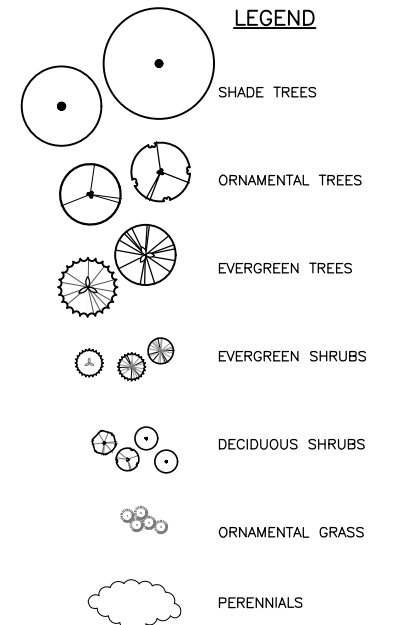 LEGEND
SHADE TREES
ORNAMENTAL TREES
EVERGREEN TREES
EVERGREEN SHRUBS
DECIDUOUS SHRUBS
ORNAMENTAL GRASS
PERENNIALS